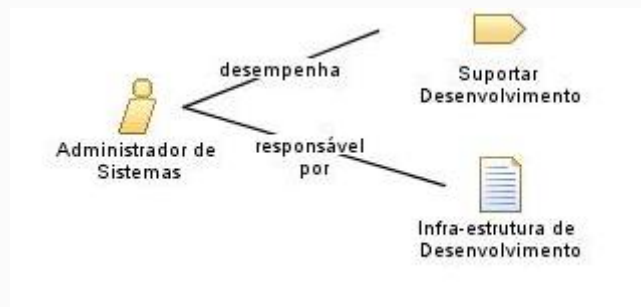 desempenha
Suportar
Desenvolvimento
Administrador de
Sistemas
responsável
por
Infra-estrutura de
Desenvolvimento